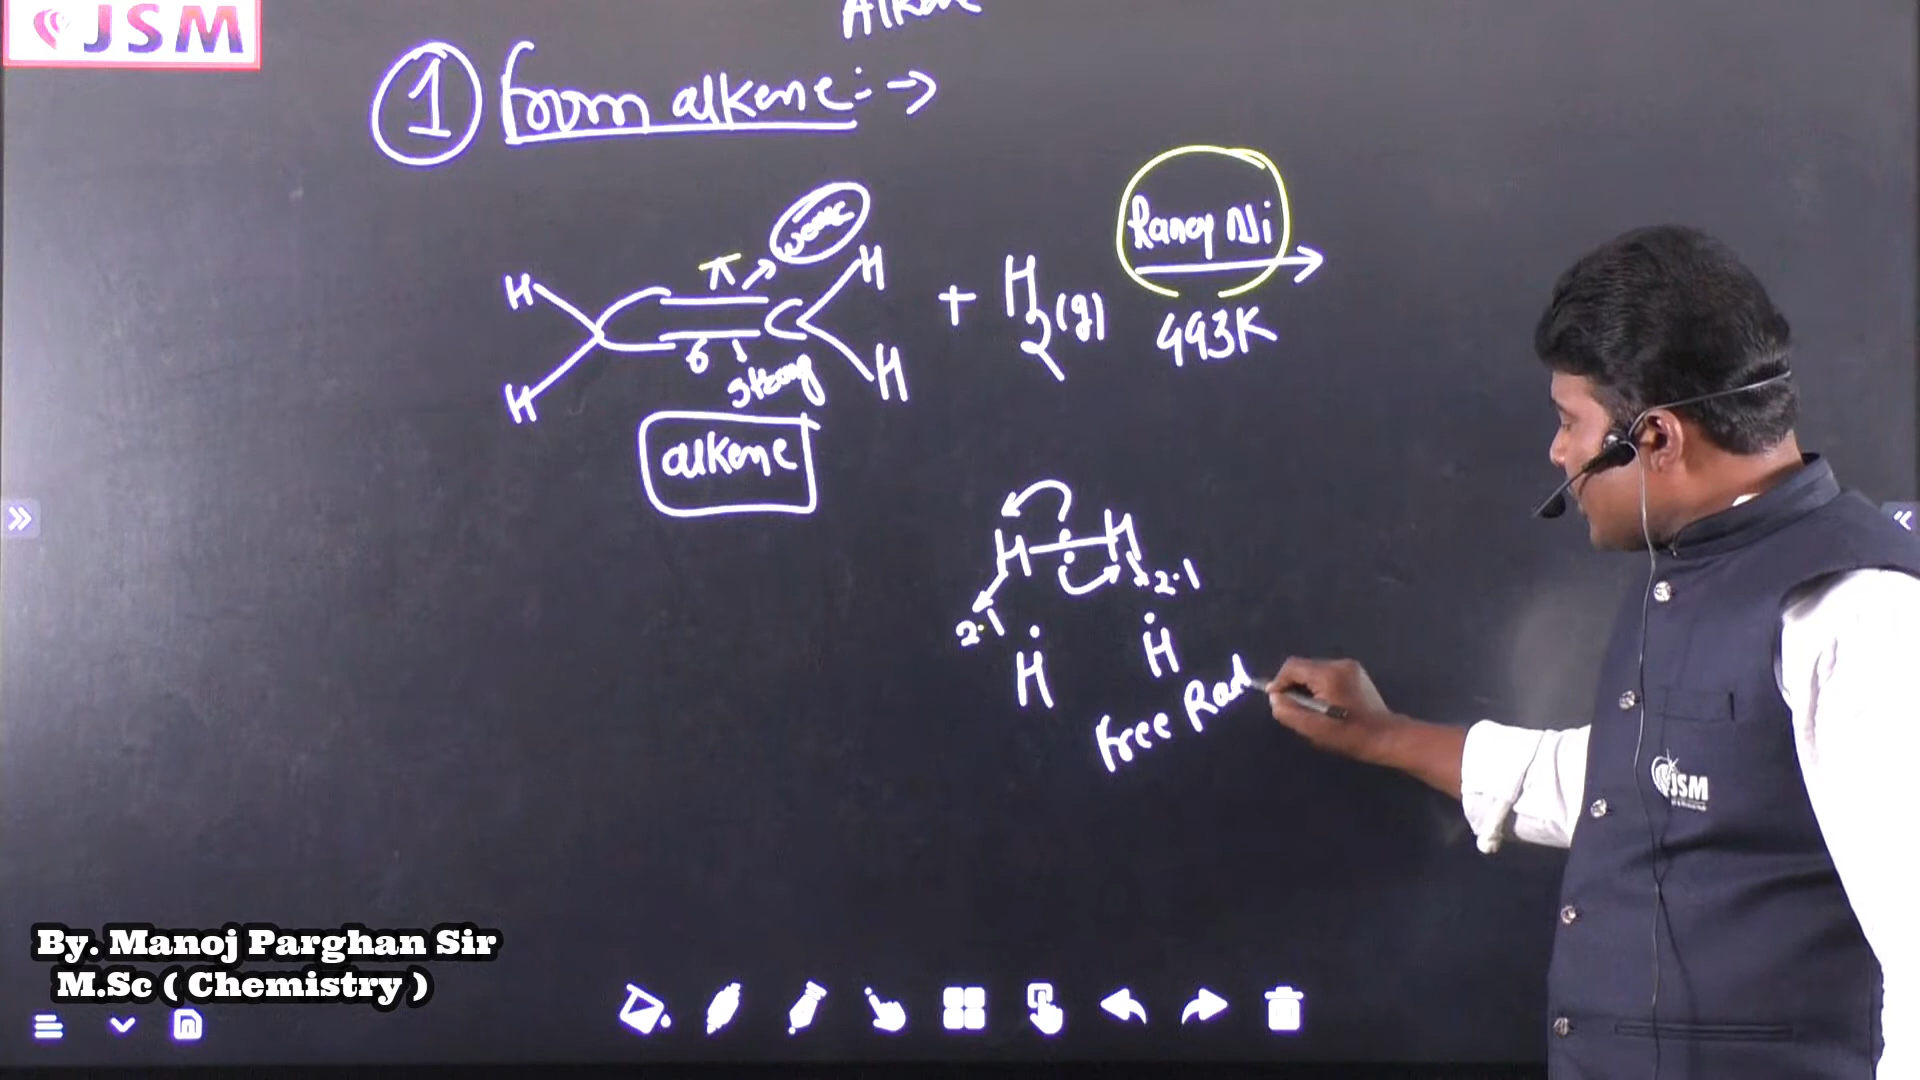 JSM
① from alkene :- →
Raney Ni
π
weak
H
H
H
H
C
C
+ H2(g)
493K
σ
strong
alkene
H : H
2.1
2.1
H
H
free Rad
JSM
By. Manoj Parghan Sir
M.Sc ( Chemistry )